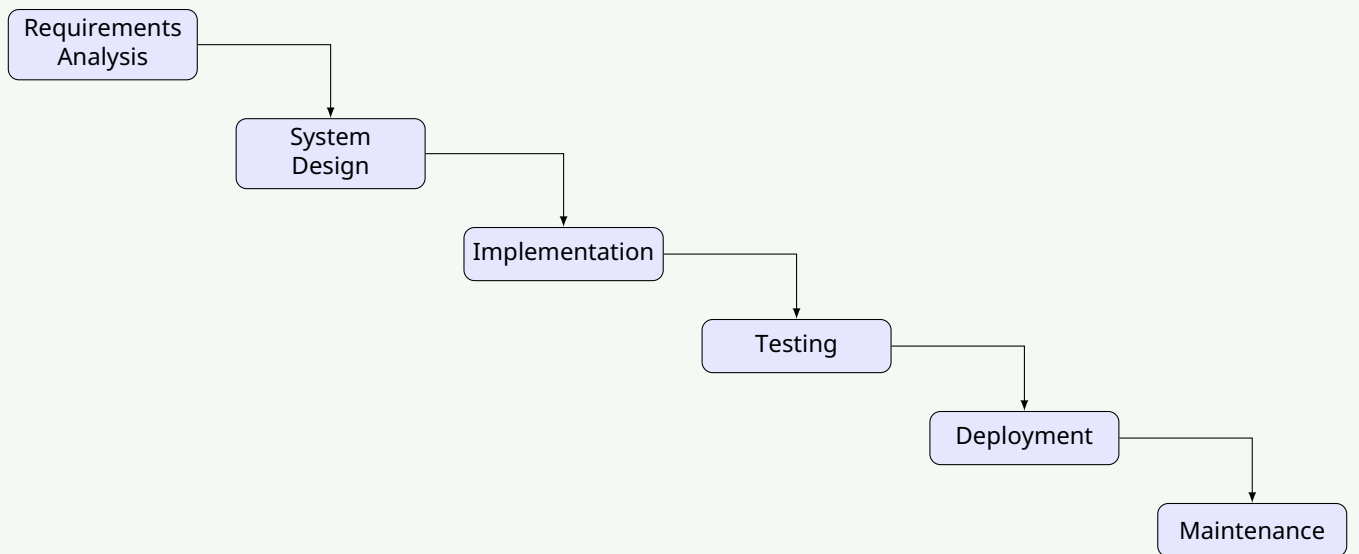 Requirements
Analysis
System
Design
Implementation
Testing
Deployment
Maintenance